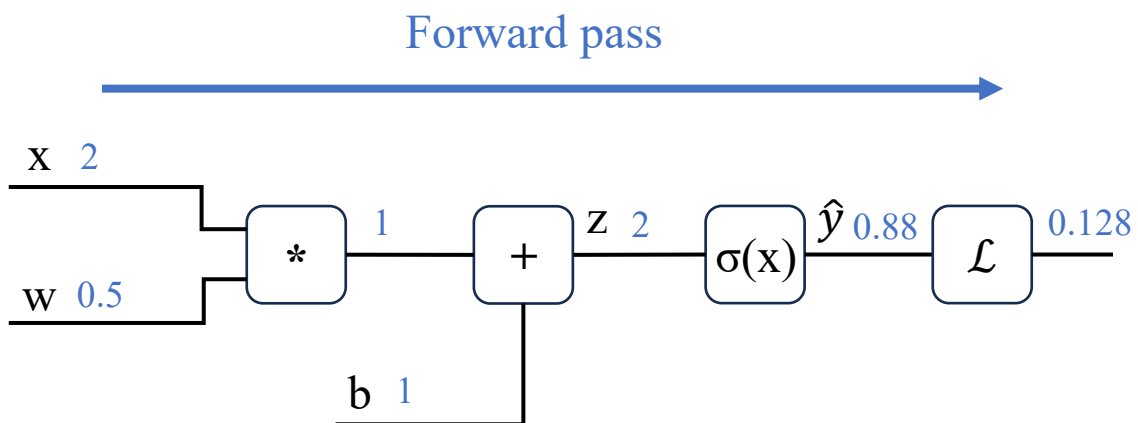 Forward pass
x 2
* 1 + z 2 σ(x) ŷ 0.88 ℒ 0.128
w 0.5
b 1